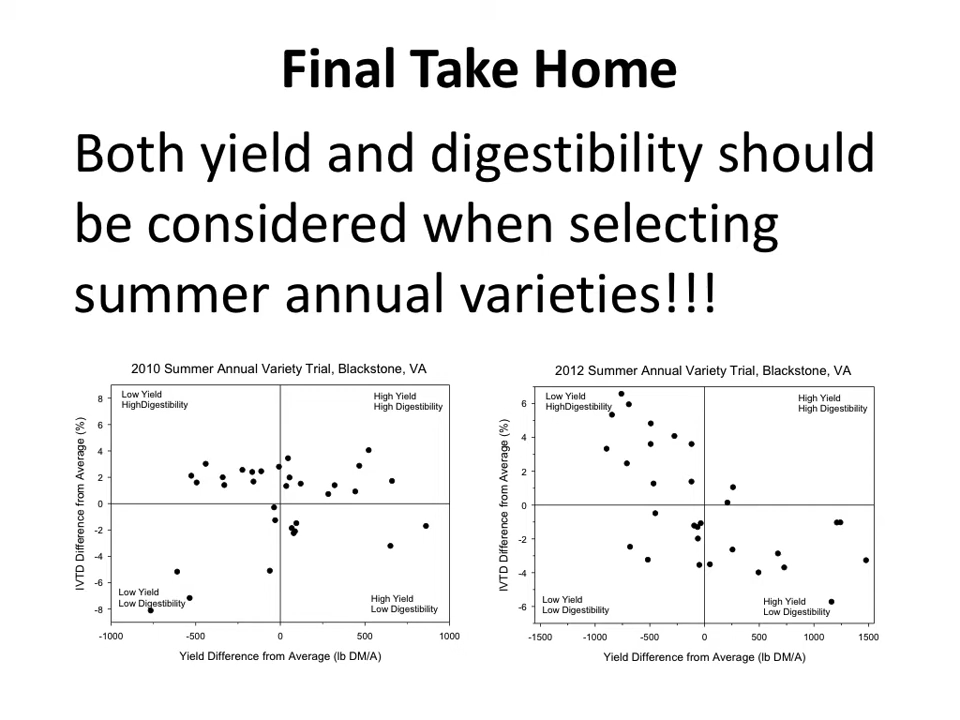 Final Take Home
Both yield and digestibility should
be considered when selecting
summer annual varieties!!!
2010 Summer Annual Variety Trial, Blackstone, VA
Low Yield
HighDigestibility
High Yield
High Digestibility
8
6
4
2
0
-2
-4
-6
-8
IVTD Difference from Average (%)
Low Yield
Low Digestibility
High Yield
Low Digestibility
-1000 -500 0 500 1000
Yield Difference from Average (lb DM/A)
2012 Summer Annual Variety Trial, Blackstone, VA
Low Yield
HighDigestibility
High Yield
High Digestibility
6
4
2
0
-2
-4
-6
IVTD Difference from Average (%)
Low Yield
Low Digestibility
High Yield
Low Digestibility
-1500 -1000 -500 0 500 1000 1500
Yield Difference from Average (lb DM/A)